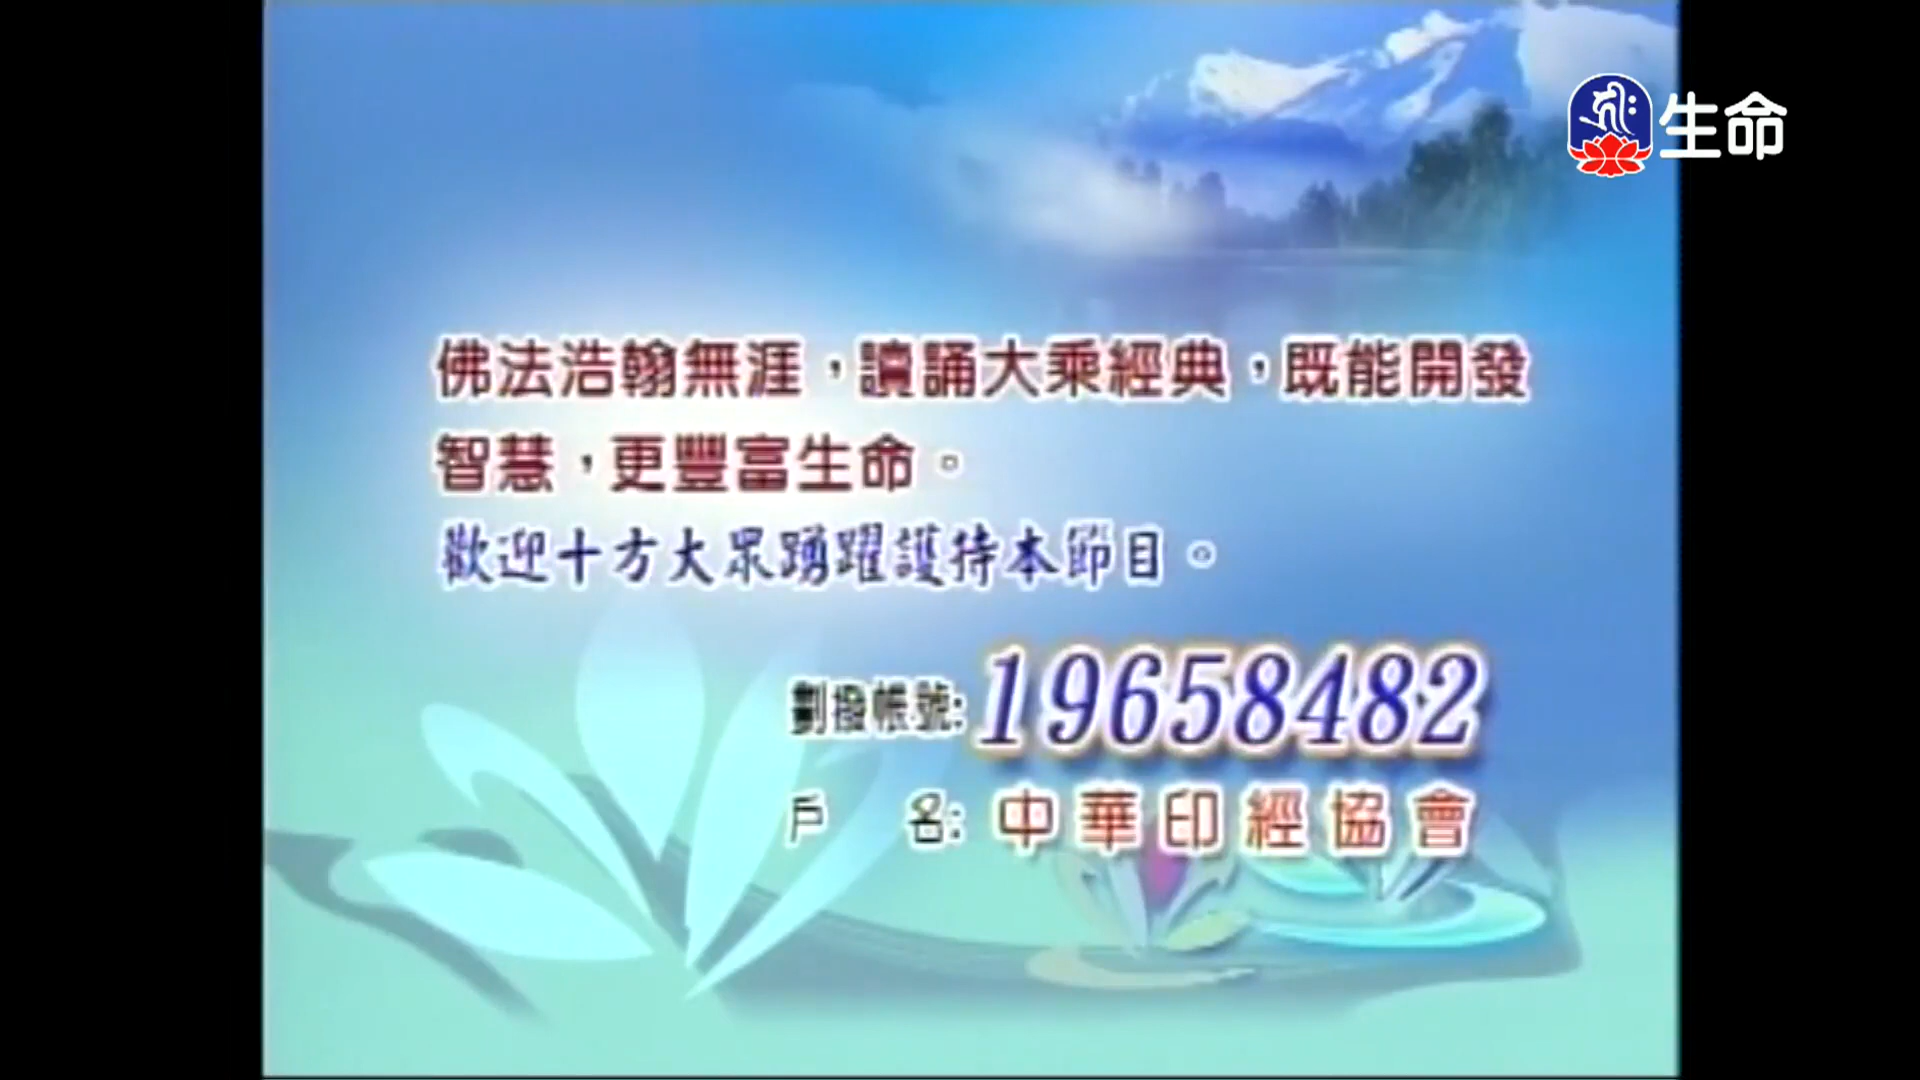 生命
佛法浩翰無涯，讀誦大乘經典，既能開發
智慧，更豐富生命。
歡迎十方大眾踴躍護持本節目。
劃撥帳號:19658482
戶 名:中華印經協會